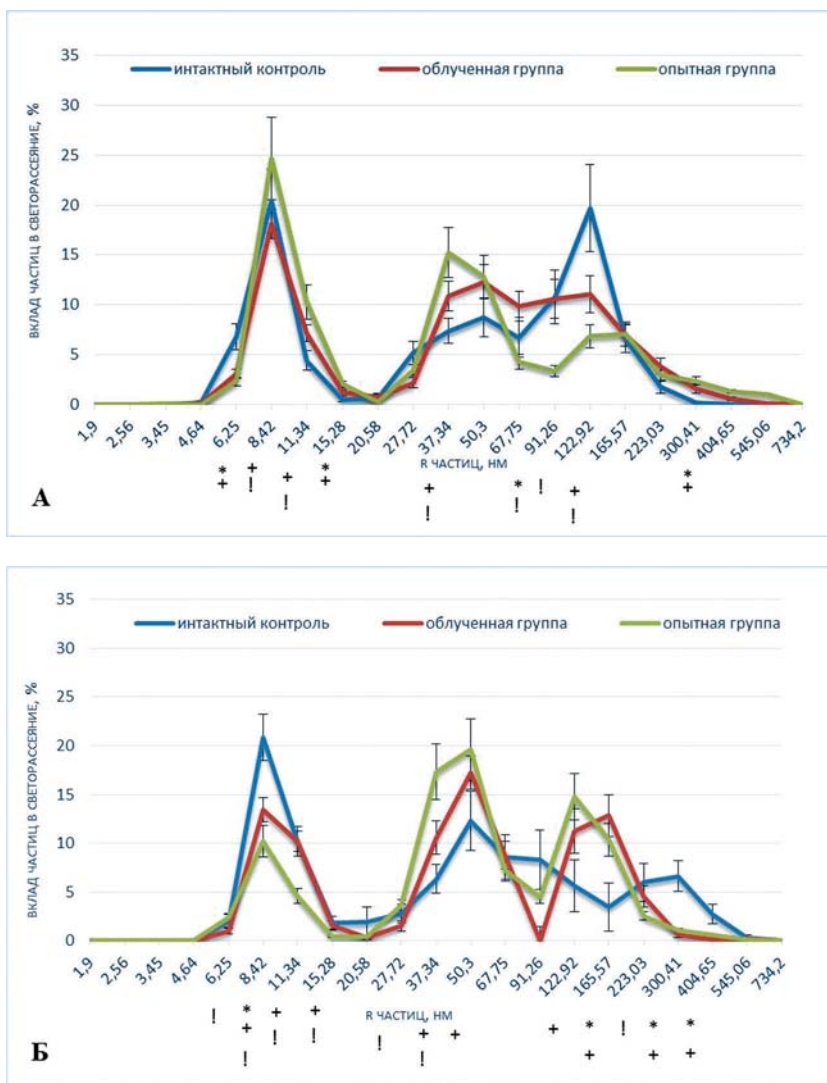 35
интактный контроль облученная группа опытная группа
30
25
20
15
10
5
0
ВКЛАД ЧАСТИЦ В СВЕТОРАССЕЯНИЕ, %
1,9 2,56 3,45 4,64 6,25 8,42 11,34 15,28 20,58 27,72 37,34 50,3 67,75 91,26 122,92 165,57 223,03 300,41 404,65 545,06 734,2
R ЧАСТИЦ, НМ
* + * * ! *
+ ! + + + ! + +
! ! !
А
35
интактный контроль облученная группа опытная группа
30
25
20
15
10
5
0
ВКЛАД ЧАСТИЦ В СВЕТОРАССЕЯНИЕ, %
1,9 2,56 3,45 4,64 6,25 8,42 11,34 15,28 20,58 27,72 37,34 50,3 67,75 91,26 122,92 165,57 223,03 300,41 404,65 545,06 734,2
R ЧАСТИЦ, НМ
! * + + + * ! * *
+ ! ! ! + + + + +
! !
Б